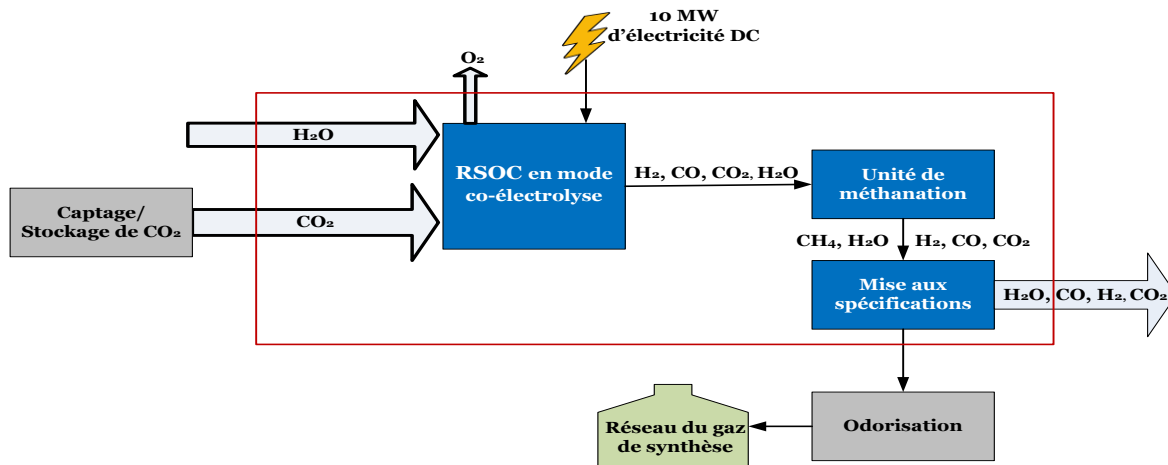 10 MW
d'électricité DC
O₂
H₂O
RSOC en mode
co-électrolyse
H₂, CO, CO₂, H₂O
Unité de
méthanation
Captage/
Stockage de CO₂
CO₂
CH₄, H₂O
H₂, CO, CO₂
Mise aux
spécifications
H₂O, CO, H₂, CO₂
Réseau du gaz
de synthèse
Odorisation